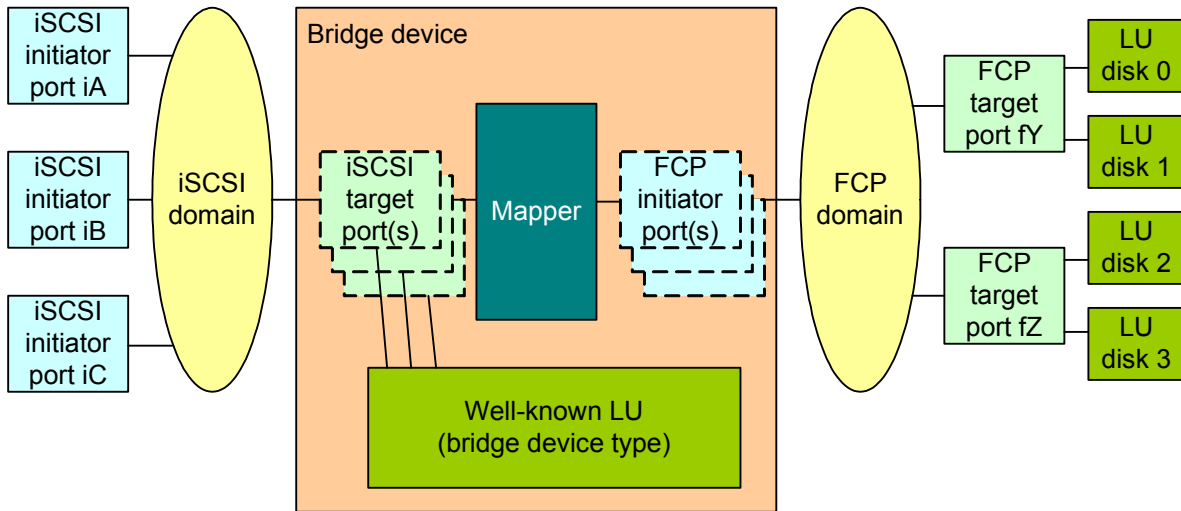 iSCSI
initiator
port iA
iSCSI
initiator
port iB
iSCSI
initiator
port iC
iSCSI
domain
Bridge device
iSCSI
target
port(s)
Mapper
FCP
initiator
port(s)
Well-known LU
(bridge device type)
FCP
domain
FCP
target
port fY
LU
disk 0
LU
disk 1
FCP
target
port fZ
LU
disk 2
LU
disk 3